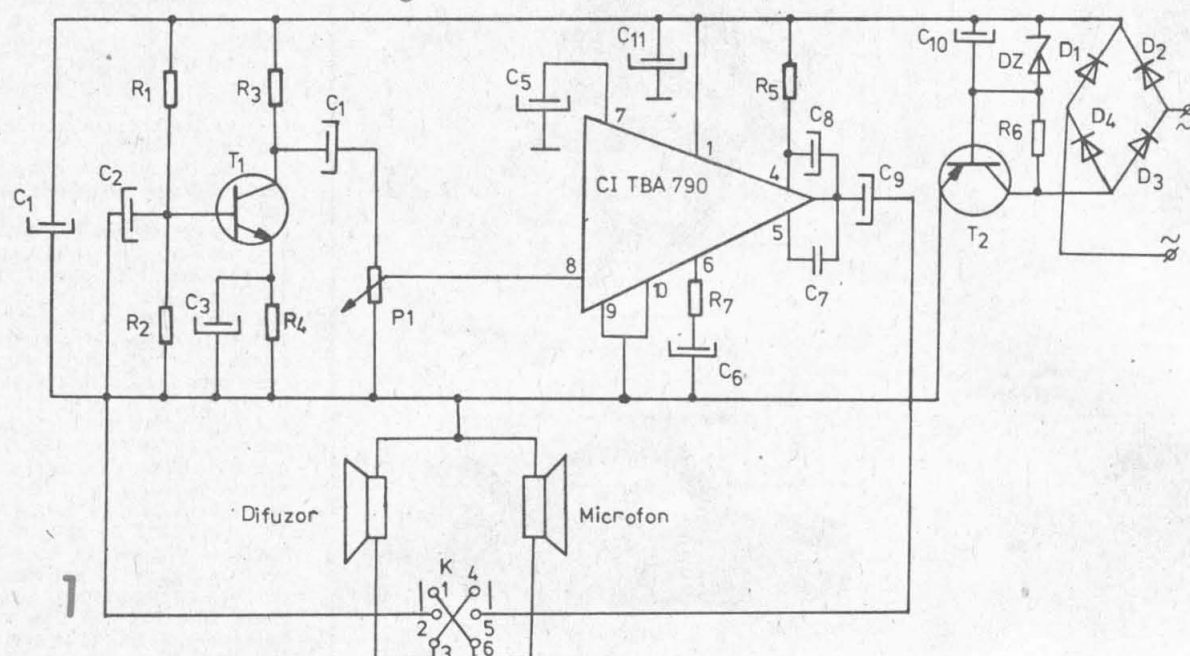 C10
D1
D2
C11
DZ
R1
R3
C1
C5
7
1
R5
C8
D4
R6
T1
C2
C1
CI TBA 790
4
C9
D3
5
T2
8
9
10
6
R7
C7
C3
R2
R4
P1
C6
Difuzor
Microfon
K
1
4
2
5
3
6
1